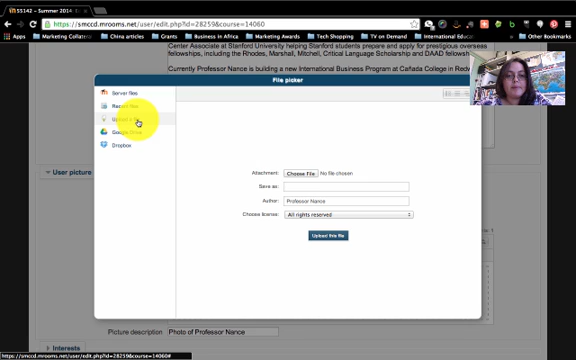 55142 – Summer 2014
https://smccd.mrooms.net/user/edit.php?id=28259&course=14060
Apps
Bookmarks
China articles
Grants
Business in Africa
Marketing Awards
Tech Shopping
TV on Demand
International Educ
Other Bookmarks
Center Associate at Stanford University helping Stanford students prepare and apply for prestigious overseas
fellowships, including the Rhodes, Marshall, Mitchell, Critical Language Scholarship and DAAD fellow
Currently Professor Nance is building a new International Business Program at Cañada College in Redw
File picker
Server files
Recent files
Upload a file
Google Drive
Dropbox
Attachment: Choose File No file chosen
Save as:
Author: Professor Nance
Choose license: All rights reserved
Upload this file
User picture
Picture description Photo of Professor Nance
Interests
https://smccd.mrooms.net/user/edit.php?id=28259&course=14060#